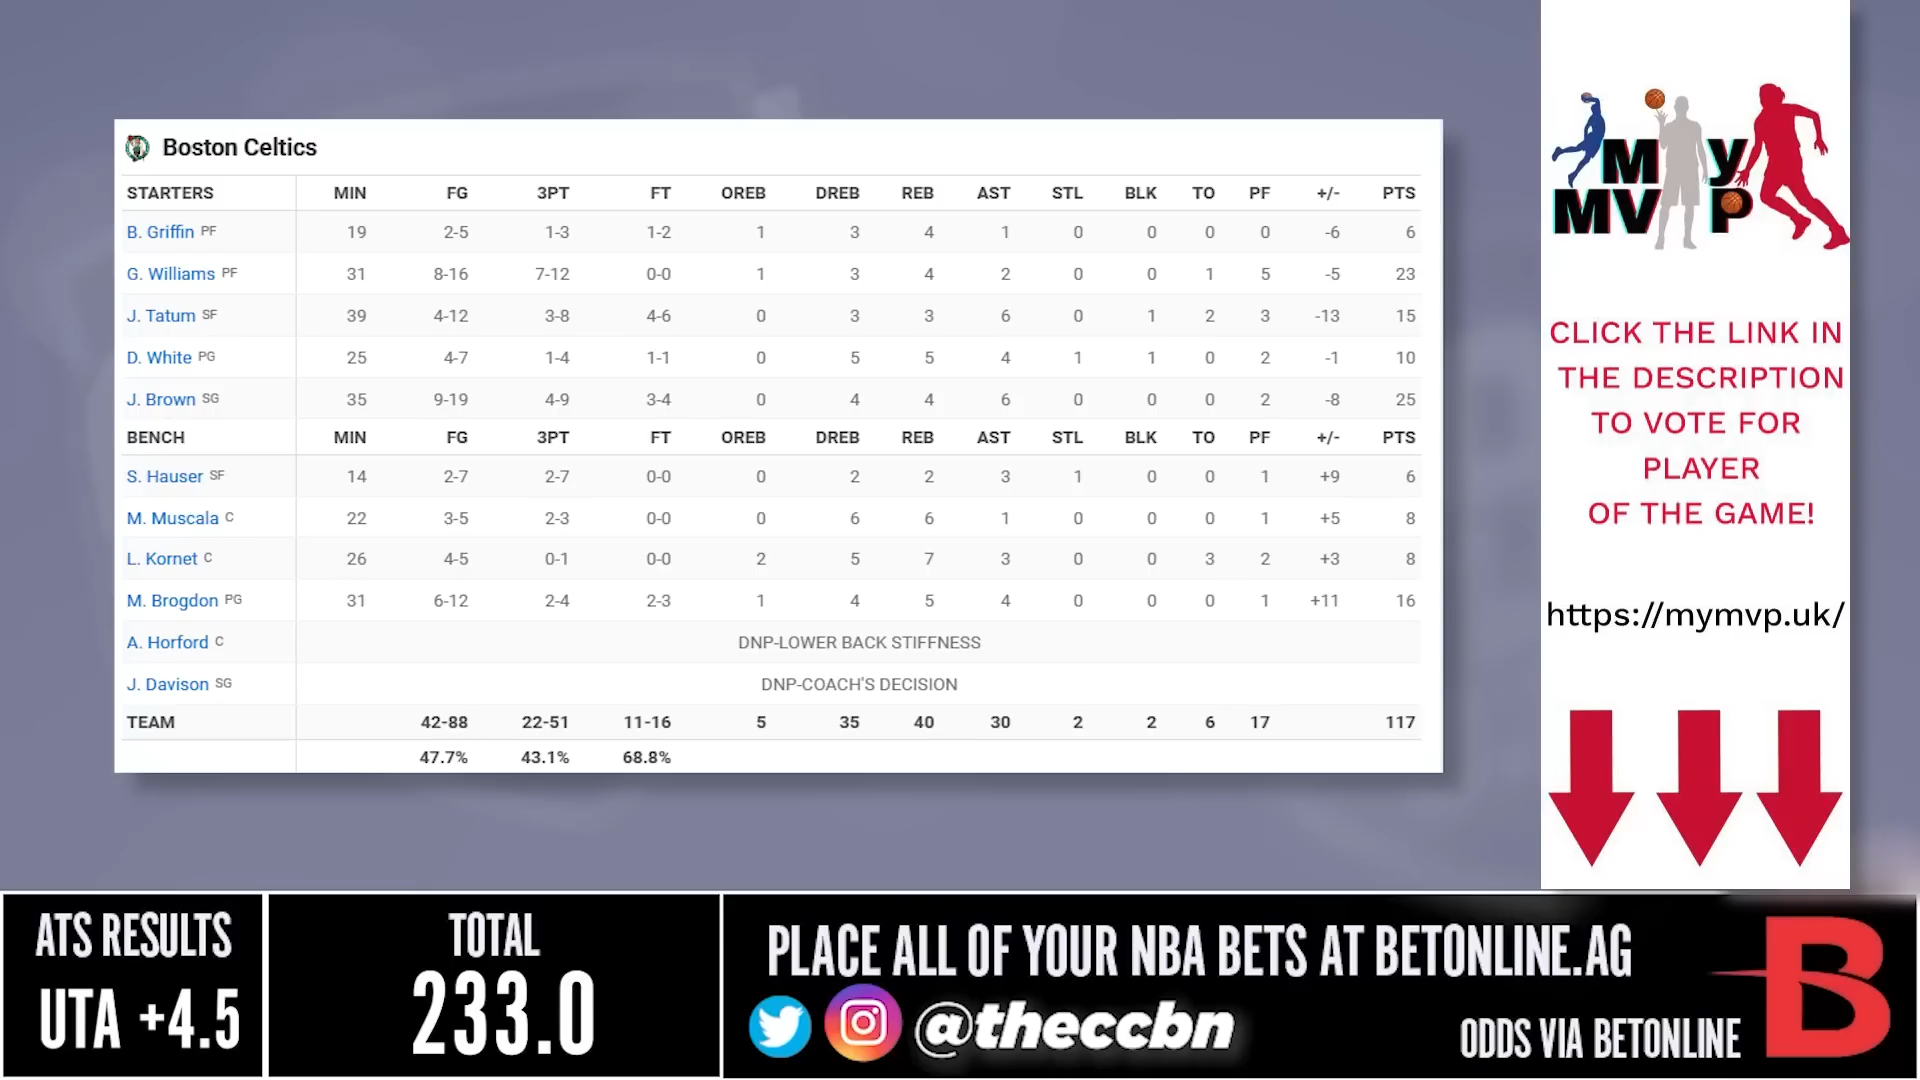 Boston Celtics
STARTERS MIN FG 3PT FT OREB DREB REB AST STL BLK TO PF +/- PTS
B. Griffin PF 19 2-5 1-3 1-2 1 3 4 1 0 0 0 0 -6 6
G. Williams PF 31 8-16 7-12 0-0 1 3 4 2 0 0 1 5 -5 23
J. Tatum SF 39 4-12 3-8 4-6 0 3 3 6 0 1 2 3 -13 15
D. White PG 25 4-7 1-4 1-1 0 5 5 4 1 1 0 2 -1 10
J. Brown SG 35 9-19 4-9 3-4 0 4 4 6 0 0 0 2 -8 25
BENCH MIN FG 3PT FT OREB DREB REB AST STL BLK TO PF +/- PTS
S. Hauser SF 14 2-7 2-7 0-0 0 2 2 3 1 0 0 1 +9 6
M. Muscala C 22 3-5 2-3 0-0 0 6 6 1 0 0 0 1 +5 8
L. Kornet C 26 4-5 0-1 0-0 2 5 7 3 0 0 3 2 +3 8
M. Brogdon PG 31 6-12 2-4 2-3 1 4 5 4 0 0 0 1 +11 16
A. Horford C DNP-LOWER BACK STIFFNESS
J. Davison SG DNP-COACH'S DECISION
TEAM 42-88 22-51 11-16 5 35 40 30 2 2 6 17 117
47.7% 43.1% 68.8%
My
MVP
CLICK THE LINK IN
THE DESCRIPTION
TO VOTE FOR
PLAYER
OF THE GAME!
https://mymvp.uk/
ATS RESULTS
UTA +4.5
TOTAL
233.0
PLACE ALL OF YOUR NBA BETS AT BETONLINE.AG
@theccbn
ODDS VIA BETONLINE
B